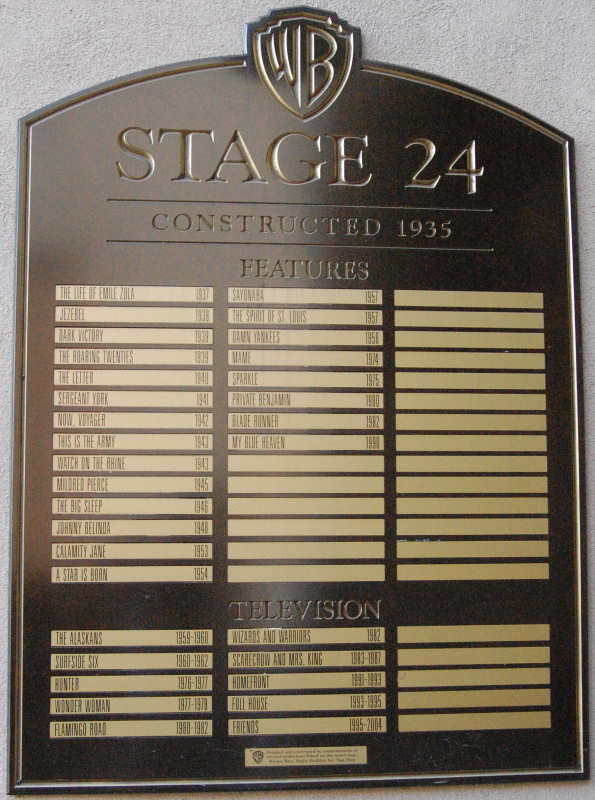 WB
STAGE 24
CONSTRUCTED 1935
FEATURES
THE LIFE OF EMILE ZOLA 1937
JEZEBEL 1938
DARK VICTORY 1939
THE ROARING TWENTIES 1939
THE LETTER 1940
SERGEANT YORK 1941
NOW, VOYAGER 1942
THIS IS THE ARMY 1943
WATCH ON THE RHINE 1943
MILDRED PIERCE 1945
THE BIG SLEEP 1946
JOHNNY BELINDA 1948
CALAMITY JANE 1953
A STAR IS BORN 1954
SAYONARA 1957
THE SPIRIT OF ST. LOUIS 1957
DAMN YANKEES 1958
MAME 1974
SPARKLE 1975
PRIVATE BENJAMIN 1980
BLADE RUNNER 1982
MY BLUE HEAVEN 1990
TELEVISION
THE ALASKANS 1959-1960
SURFSIDE SIX 1960-1962
HUNTER 1976-1977
WONDER WOMAN 1977-1979
FLAMINGO ROAD 1980-1982
WIZARDS AND WARRIORS 1982
SCARECROW AND MRS. KING 1983-1987
HOMEFRONT 1991-1993
FULL HOUSE 1993-1995
FRIENDS 1995-2004
WB